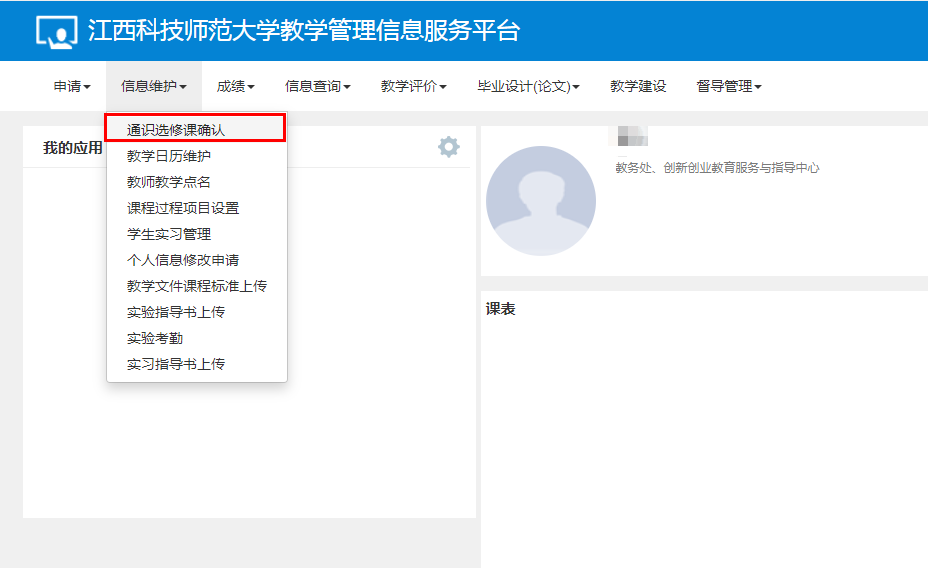 江西科技师范大学教学管理信息服务平台
申请 信息维护 成绩 信息查询 教学评价 毕业设计(论文) 教学建设 督导管理
我的应用
通识选修课确认
教学日历维护
教师教学点名
课程过程项目设置
学生实习管理
个人信息修改申请
教学文件课程标准上传
实验指导书上传
实验考勤
实习指导书上传
教务处、创新创业教育服务与指导中心
课表